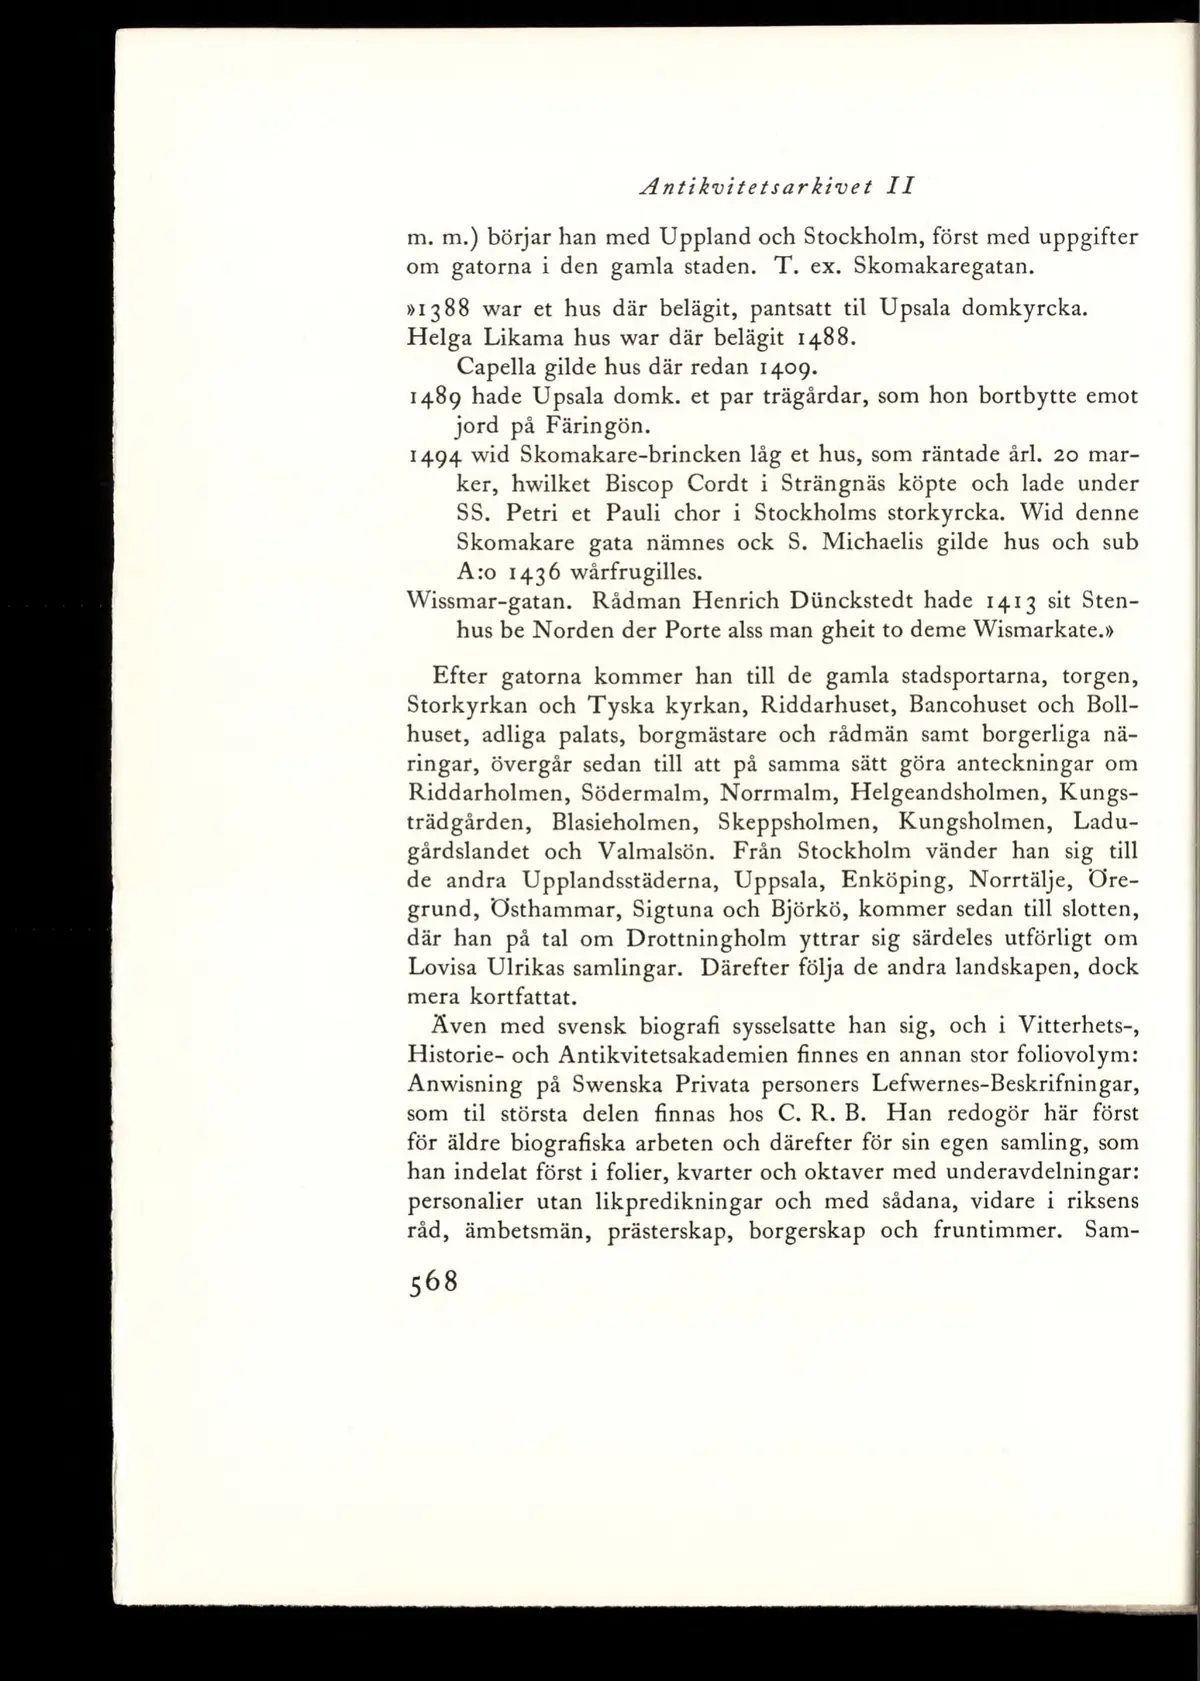 Antikvitetsarkivet II
m. m.) börjar han med Uppland och Stockholm, först med uppgifter
om gatorna i den gamla staden. T. ex. Skomakaregatan.
»1388 war et hus där belägit, pantsatt til Upsala domkyrcka.
Helga Likama hus war där belägit 1488.
Capella gilde hus där redan 1409.
1489 hade Upsala domk. et par trägårdar, som hon bortbytte emot
jord på Färingön.
1494 wid Skomakare-brincken låg et hus, som räntade årl. 20 mar-
ker, hwilket Biscop Cordt i Strängnäs köpte och lade under
SS. Petri et Pauli chor i Stockholms storkyrcka. Wid denne
Skomakare gata nämnes ock S. Michaelis gilde hus och sub
A:o 1436 wårfrugilles.
Wissmar-gatan. Rådman Henrich Dünckstedt hade 1413 sit Sten-
hus be Norden der Porte alss man gheit to deme Wismarkate.»
Efter gatorna kommer han till de gamla stadsportarna, torgen,
Storkyrkan och Tyska kyrkan, Riddarhuset, Bancohuset och Boll-
huset, adliga palats, borgmästare och rådmän samt borgerliga nä-
ringar, övergår sedan till att på samma sätt göra anteckningar om
Riddarholmen, Södermalm, Norrmalm, Helgeandsholmen, Kungs-
trädgården, Blasieholmen, Skeppsholmen, Kungsholmen, Ladu-
gårdslandet och Valmalsön. Från Stockholm vänder han sig till
de andra Upplandsstäderna, Uppsala, Enköping, Norrtälje, Öre-
grund, Östhammar, Sigtuna och Björkö, kommer sedan till slotten,
där han på tal om Drottningholm yttrar sig särdeles utförligt om
Lovisa Ulrikas samlingar. Därefter följa de andra landskapen, dock
mera kortfattat.
Även med svensk biografi sysselsatte han sig, och i Vitterhets-,
Historie- och Antikvitetsakademien finnes en annan stor foliovolym:
Anwisning på Swenska Privata personers Lefwernes-Beskrifningar,
som til största delen finnas hos C. R. B. Han redogör här först
för äldre biografiska arbeten och därefter för sin egen samling, som
han indelat först i folier, kvarter och oktaver med underavdelningar:
personalier utan likpredikningar och med sådana, vidare i riksens
råd, ämbetsmän, prästerskap, borgerskap och fruntimmer. Sam-
568